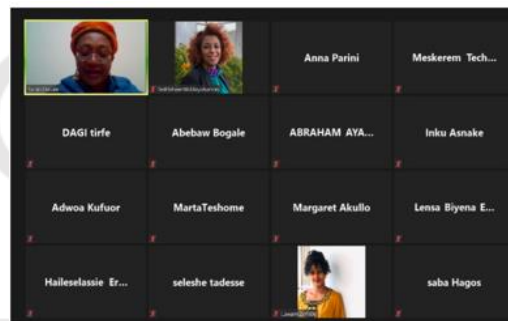 Anna Parini
Meskerem Tech...
DAGI tirfe
Abebaw Bogale
ABRAHAM AYA...
Inku Asnake
Adwoa Kufuor
MartaTeshome
Margaret Akullo
Lensa Biyena E...
Haileselassie Er...
seleshe tadesse
saba Hagos